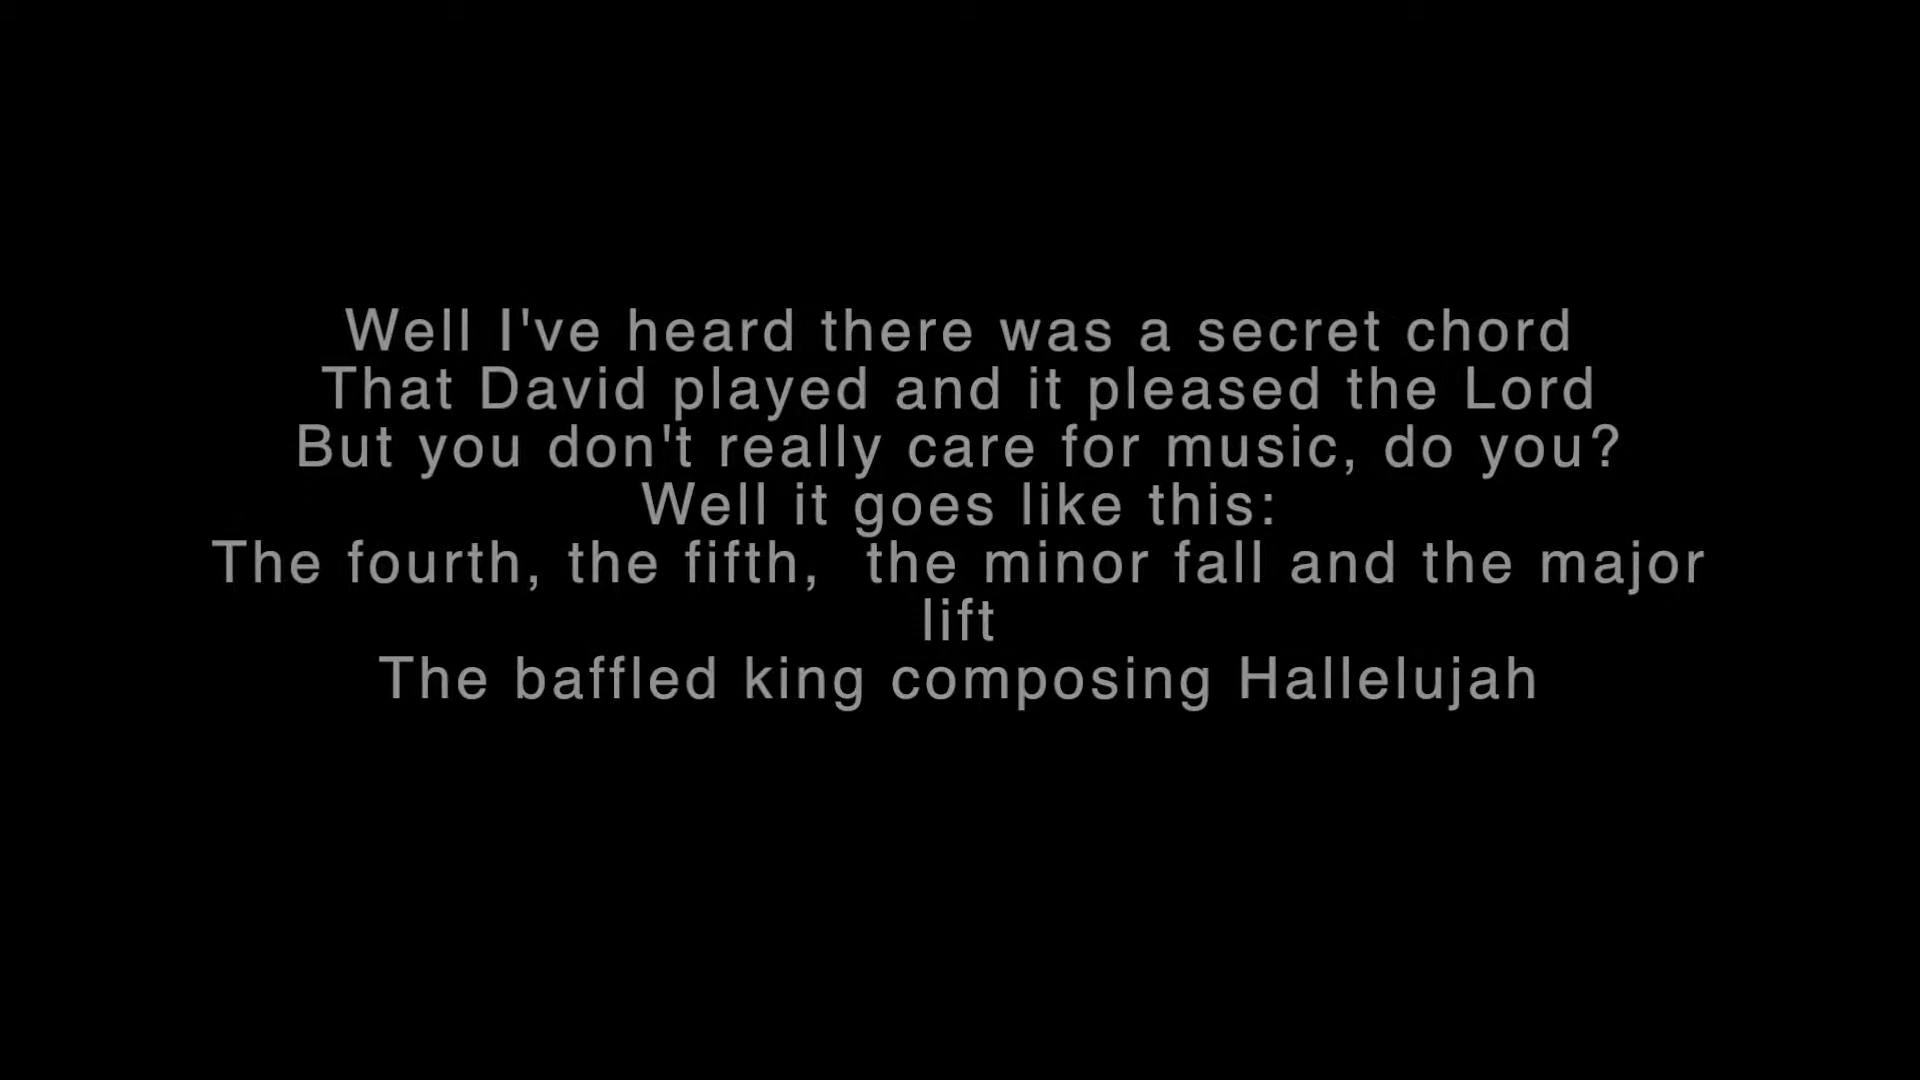 Well I've heard there was a secret chord
That David played and it pleased the Lord
But you don't really care for music, do you?
Well it goes like this:
The fourth, the fifth,  the minor fall and the major
lift
The baffled king composing Hallelujah